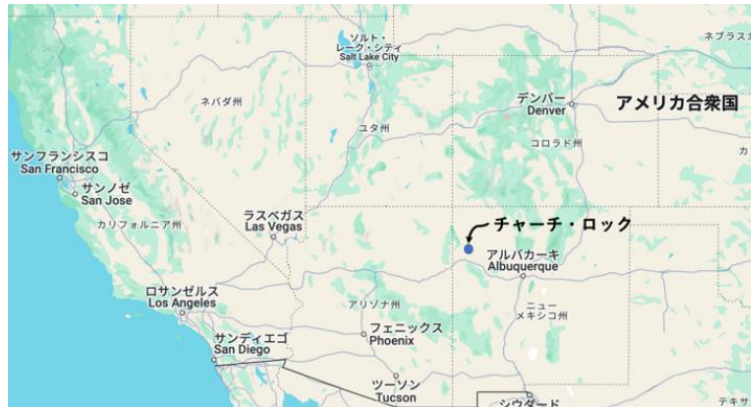 ソルト・
レーク・シティ
Salt Lake City
ネブラスカ
ネバダ州
デンバー
Denver
アメリカ合衆国
ユタ州
コロラド州
カ
サンフランシスコ
San Francisco
サンノゼ
San Jose
カリフォルニア州
ラスベガス
Las Vegas
チャーチ・ロック
アルバカーキ
Albuquerque
ロサンゼルス
Los Angeles
アリゾナ州
ニュー
メキシコ州
フェニックス
Phoenix
サンディエゴ
San Diego
ツーソン
Tucson
シウダード
テキサ